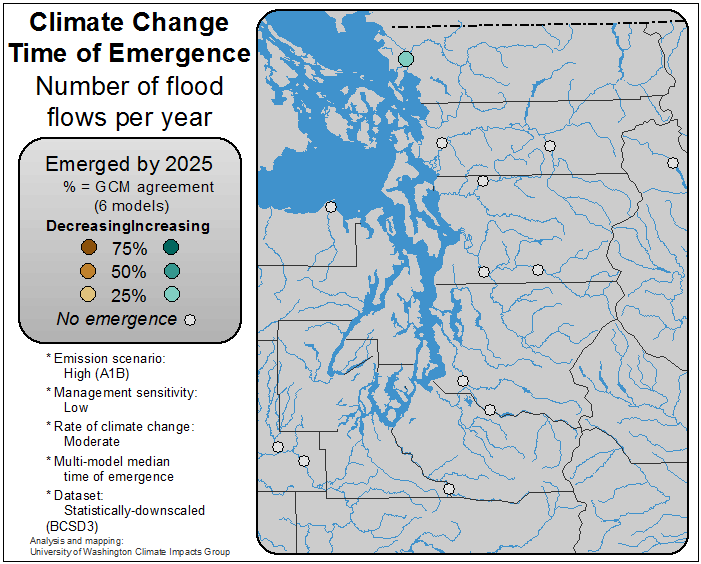 Climate Change
Time of Emergence
Number of flood
flows per year
Emerged by 2025
% = GCM agreement
(6 models)
DecreasingIncreasing
75%
50%
25%
No emergence
* Emission scenario:
High (A1B)
* Management sensitivity:
Low
* Rate of climate change:
Moderate
* Multi-model median
time of emergence
* Dataset:
Statistically-downscaled
(BCSD3)
Analysis and mapping:
University of Washington Climate Impacts Group